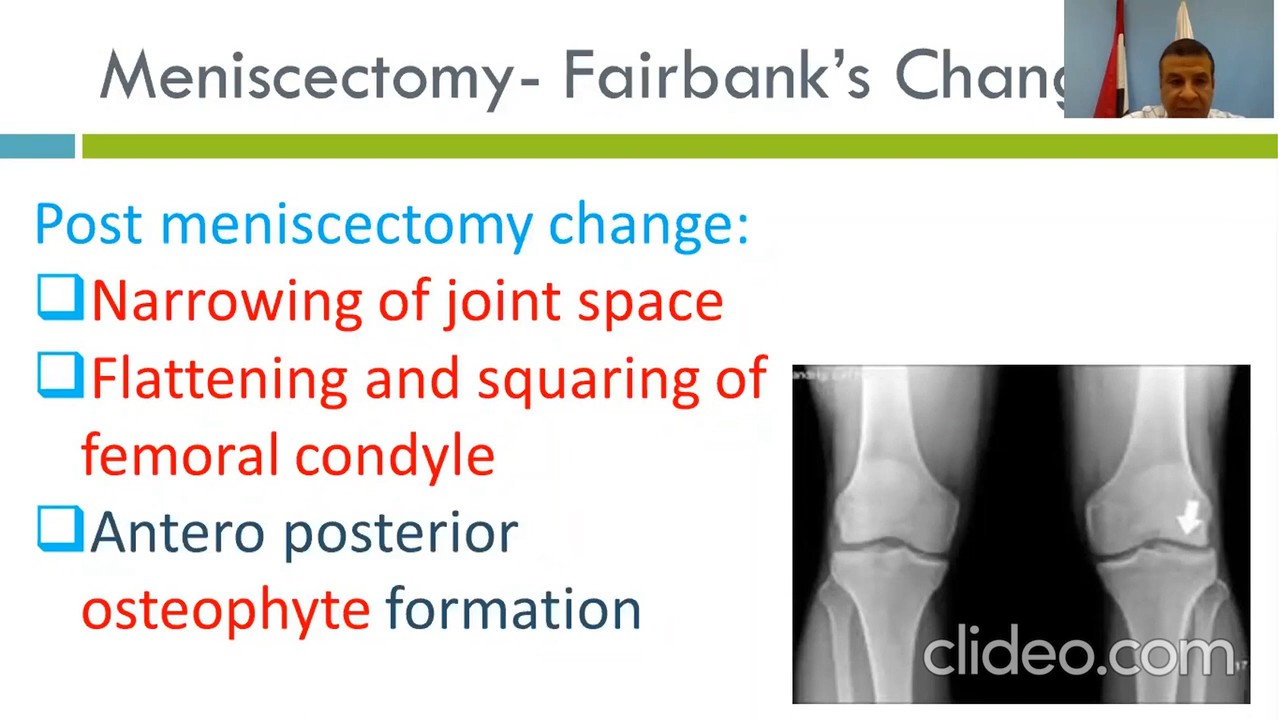 Meniscectomy- Fairbank's Chang
Post meniscectomy change:
Narrowing of joint space
Flattening and squaring of
femoral condyle
Antero posterior
osteophyte formation
clideo.com
17